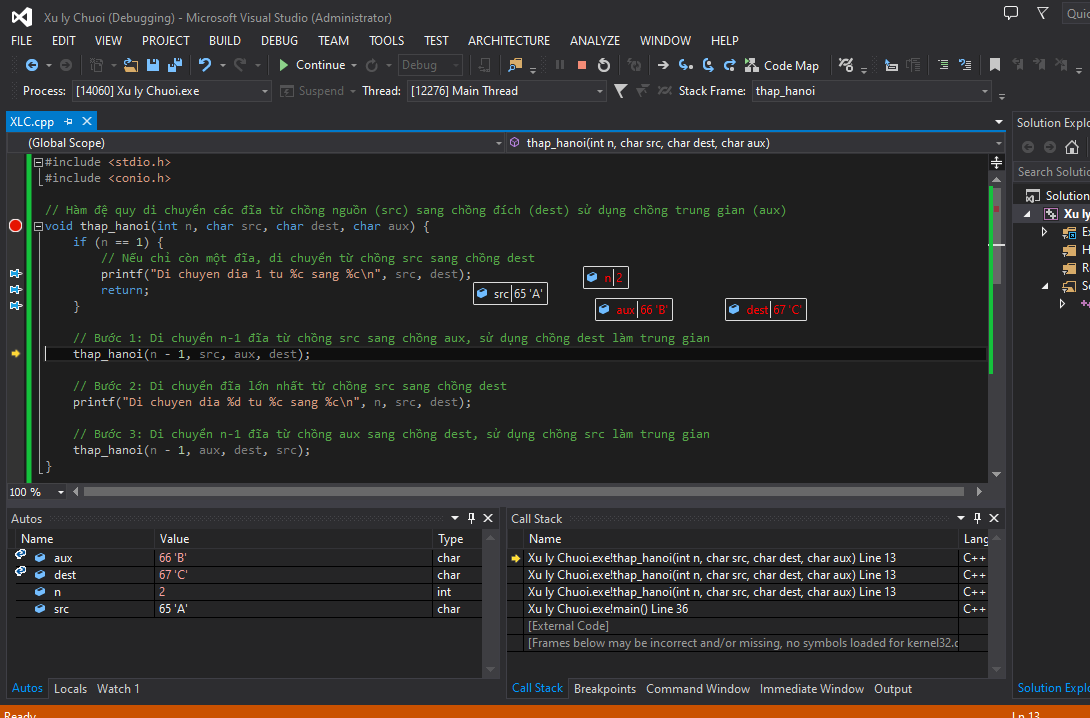 Xu ly Chuoi (Debugging) - Microsoft Visual Studio (Administrator)
FILE EDIT VIEW PROJECT BUILD DEBUG TEAM TOOLS TEST ARCHITECTURE ANALYZE WINDOW HELP
Continue Debug Code Map
Process: [14060] Xu ly Chuoi.exe Suspend Thread: [12276] Main Thread Stack Frame: thap_hanoi
XLC.cpp
(Global Scope) thap_hanoi(int n, char src, char dest, char aux)
#include <stdio.h>
#include <conio.h>
// Hàm đệ quy di chuyển các đĩa từ chồng nguồn (src) sang chồng đích (dest) sử dụng chồng trung gian (aux)
void thap_hanoi(int n, char src, char dest, char aux) {
if (n == 1) {
// Nếu chỉ còn một đĩa, di chuyển từ chồng src sang chồng dest
printf("Di chuyen dia 1 tu %c sang %c\n", src, dest);
n 2
return;
src 65 'A'
}
aux 66 'B' dest 67 'C'
// Bước 1: Di chuyển n-1 đĩa từ chồng src sang chồng aux, sử dụng chồng dest làm trung gian
thap_hanoi(n - 1, src, aux, dest);
// Bước 2: Di chuyển đĩa lớn nhất từ chồng src sang chồng dest
printf("Di chuyen dia %d tu %c sang %c\n", n, src, dest);
// Bước 3: Di chuyển n-1 đĩa từ chồng aux sang chồng dest, sử dụng chồng src làm trung gian
thap_hanoi(n - 1, aux, dest, src);
}
100 %
Autos
Name Value Type
aux 66 'B' char
dest 67 'C' char
n 2 int
src 65 'A' char
Autos Locals Watch 1
Call Stack
Name Lang
Xu ly Chuoi.exe!thap_hanoi(int n, char src, char dest, char aux) Line 13 C++
Xu ly Chuoi.exe!thap_hanoi(int n, char src, char dest, char aux) Line 13 C++
Xu ly Chuoi.exe!thap_hanoi(int n, char src, char dest, char aux) Line 13 C++
Xu ly Chuoi.exe!main() Line 36 C++
[External Code]
[Frames below may be incorrect and/or missing, no symbols loaded for kernel32.d
Call Stack Breakpoints Command Window Immediate Window Output
Solution Explo
Search Solutio
Solution
Xu ly
Solution Explo
Ready Ln 13